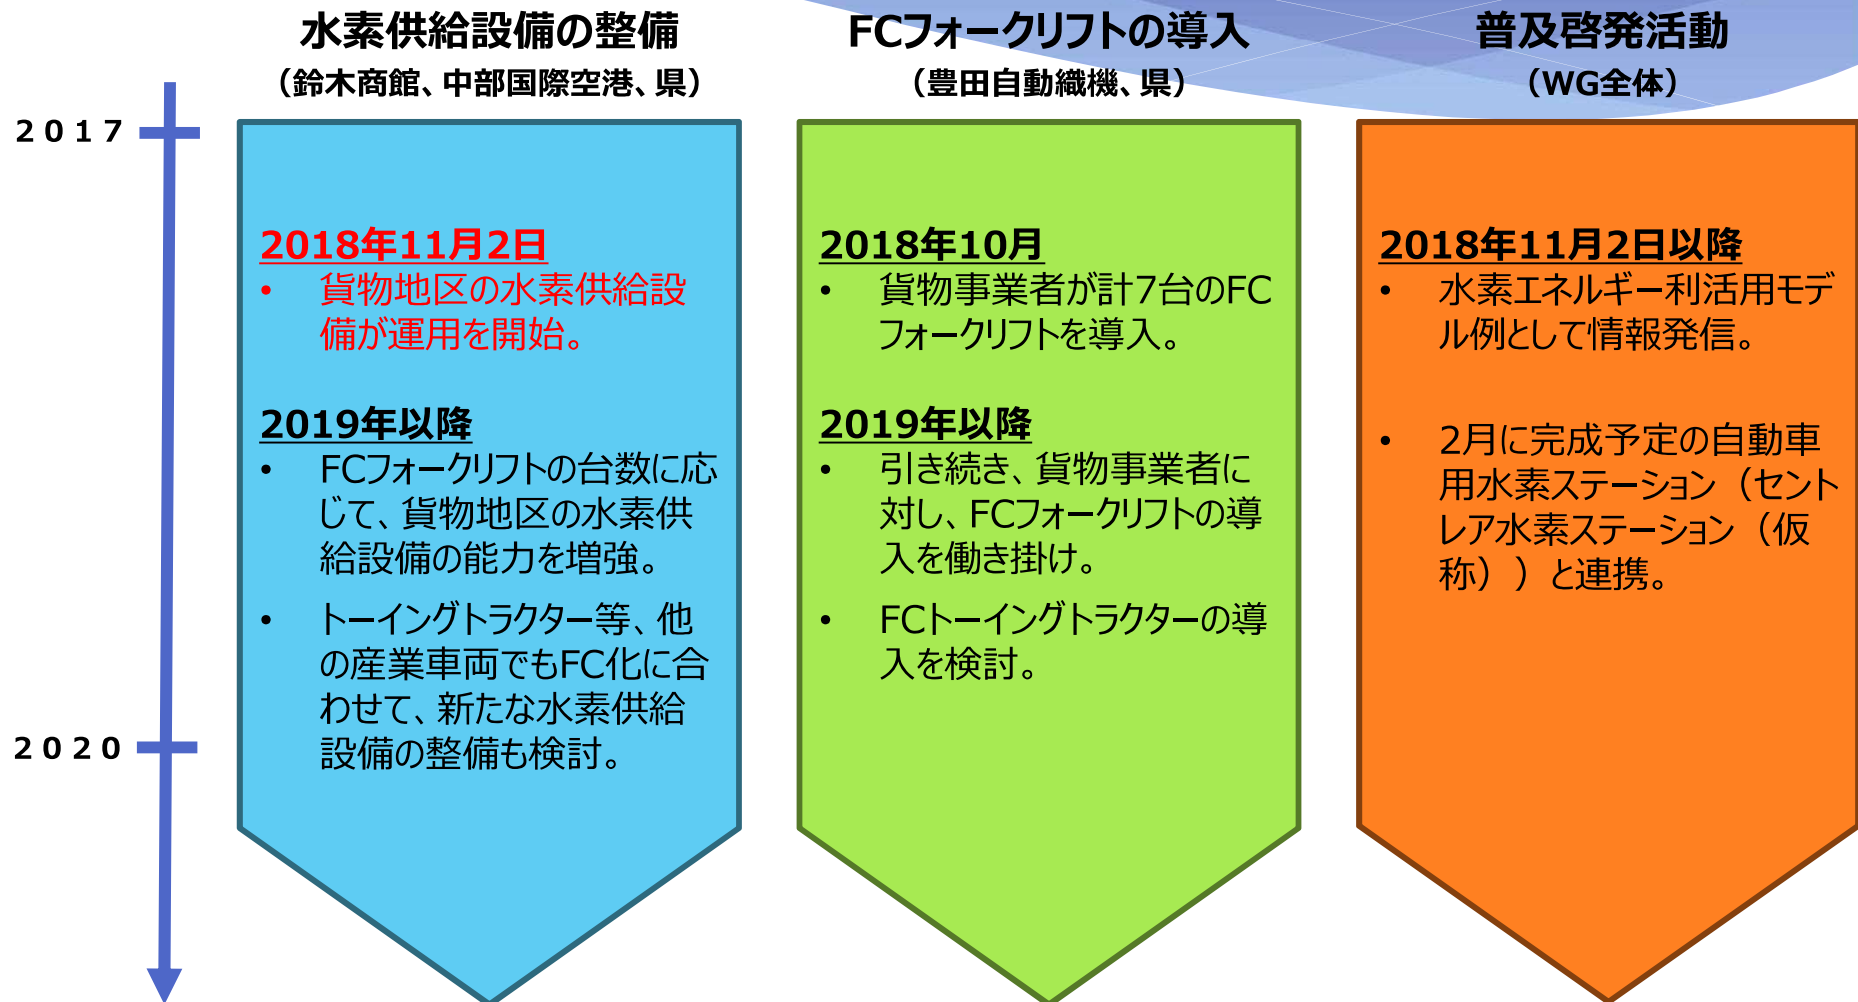 水素供給設備の整備
（鈴木商館、中部国際空港、県）
FCフォークリフトの導入
（豊田自動織機、県）
普及啓発活動
（WG全体）
２０１７
２０２０
2018年11月2日
• 貨物地区の水素供給設
備が運用を開始。
2019年以降
• FCフォークリフトの台数に応
じて、貨物地区の水素供
給設備の能力を増強。
• トーイングトラクター等、他
の産業車両でもFC化に合
わせて、新たな水素供給
設備の整備も検討。
2018年10月
• 貨物事業者が計7台のFC
フォークリフトを導入。
2019年以降
• 引き続き、貨物事業者に
対し、FCフォークリフトの導
入を働き掛け。
• FCトーイングトラクターの導
入を検討。
2018年11月2日以降
• 水素エネルギー利活用モデ
ル例として情報発信。
• 2月に完成予定の自動車
用水素ステーション（セント
レア水素ステーション（仮
称））と連携。